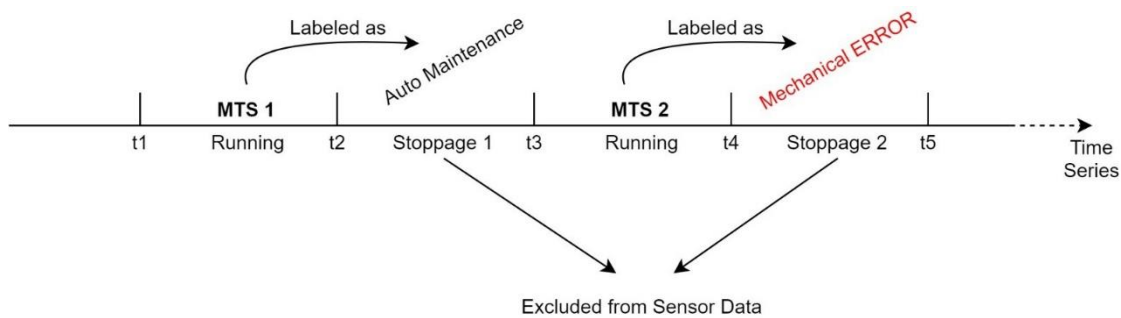 Labeled as
Auto Maintenance
Labeled as
Mechanical ERROR
MTS 1
MTS 2
t1 Running t2 Stoppage 1 t3 Running t4 Stoppage 2 t5
Time
Series
Excluded from Sensor Data